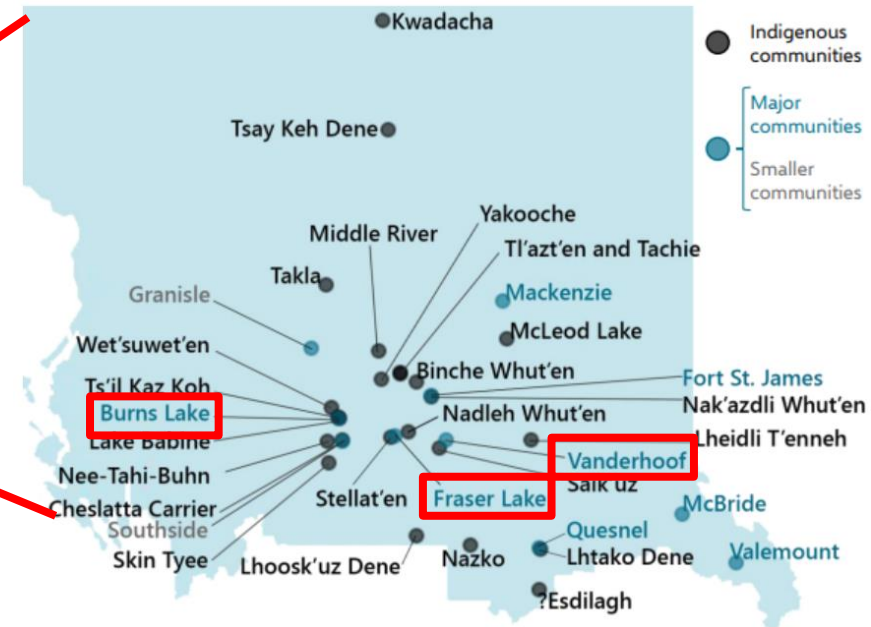 Kwadacha
Indigenous
communities
Major
communities
Smaller
communities
Tsay Keh Dene
Yakooche
Middle River
Tl'azt'en and Tachie
Takla
Granisle
Mackenzie
McLeod Lake
Wet'suwet'en
Binche Whut'en
Ts'il Kaz Koh
Fort St. James
Burns Lake
Nak'azdli Whut'en
Nadleh Whut'en
Lake Babine
Lheidli T'enneh
Vanderhoof
Nee-Tahi-Buhn
Saik'uz
Stellat'en
Fraser Lake
Cheslatta Carrier
McBride
Southside
Quesnel
Skin Tyee
Lhoosk'uz Dene
Nazko
Lhtako Dene
Valemount
?Esdilagh